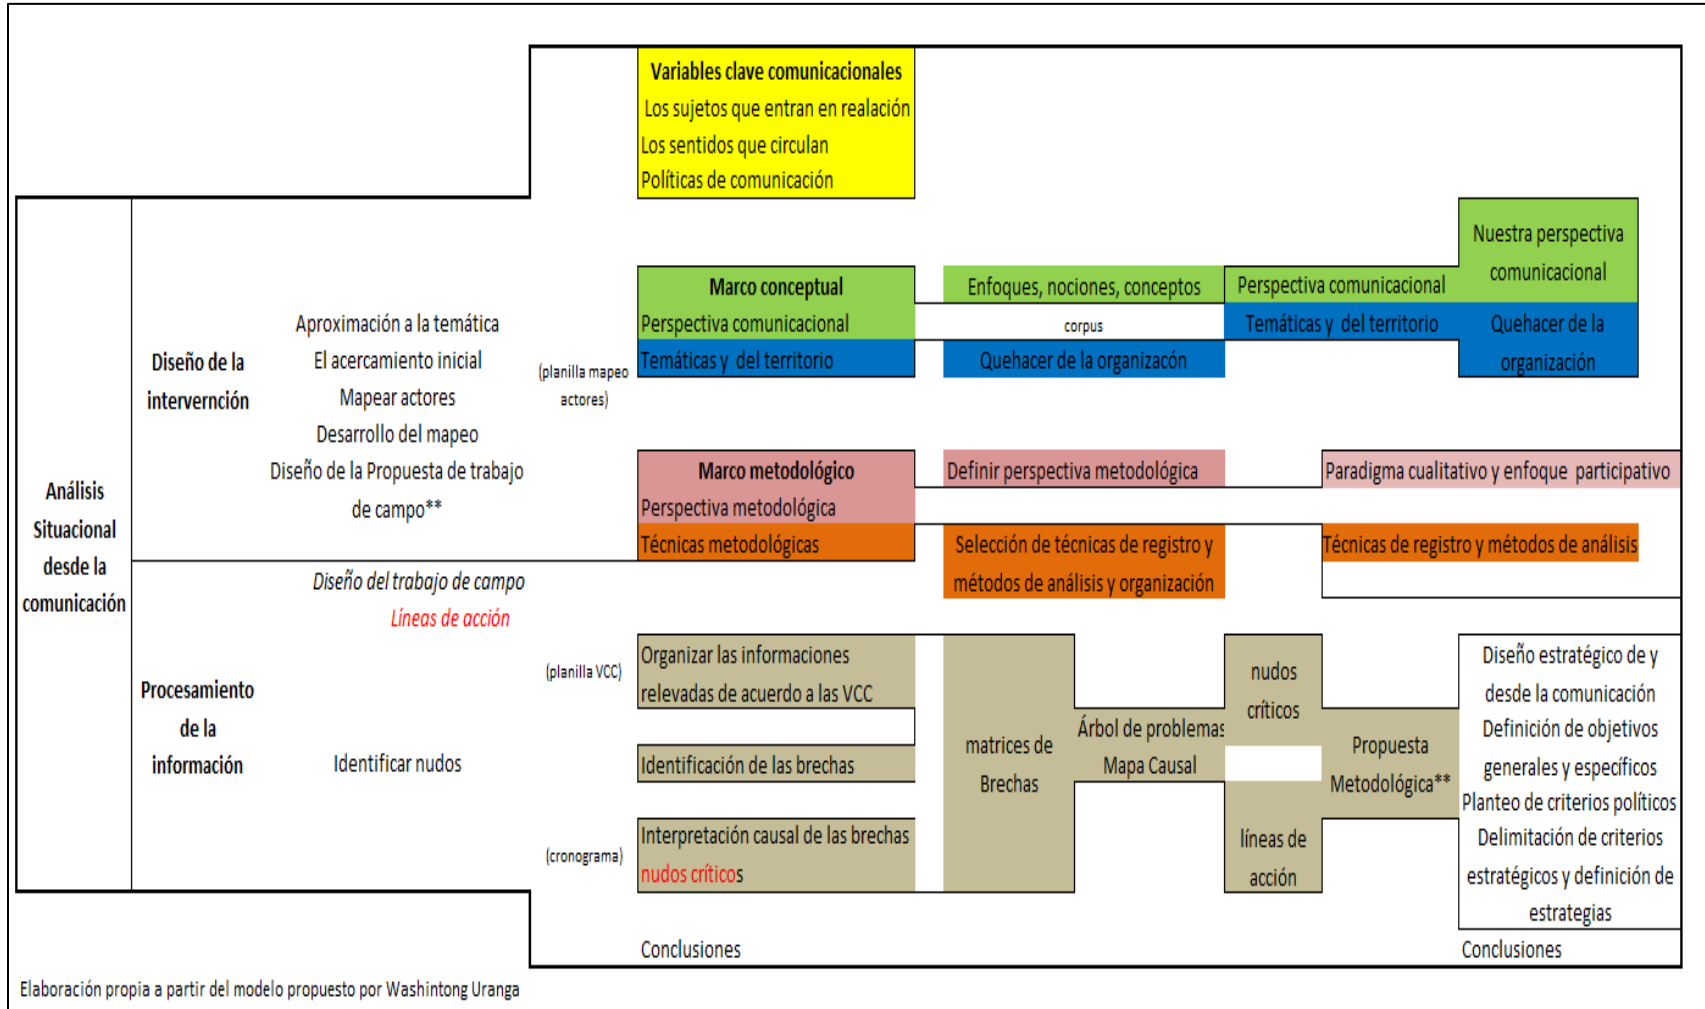 Variables clave comunicacionales
Los sujetos que entran en realación
Los sentidos que circulan
Políticas de comunicación
Análisis
Situacional
desde la
comunicación
Diseño de la
intervernción
Aproximación a la temática
El acercamiento inicial
Mapear actores
Desarrollo del mapeo
Diseño de la Propuesta de trabajo
de campo**
(planilla mapeo
actores)
Marco conceptual
Perspectiva comunicacional
Temáticas y del territorio
Enfoques, nociones, conceptos
corpus
Quehacer de la organizacón
Perspectiva comunicacional
Temáticas y del territorio
Nuestra perspectiva
comunicacional
Quehacer de la
organización
Marco metodológico
Perspectiva metodológica
Técnicas metodológicas
Definir perspectiva metodológica
Selección de técnicas de registro y
métodos de análisis y organización
Paradigma cualitativo y enfoque participativo
Técnicas de registro y métodos de análisis
Diseño del trabajo de campo
Líneas de acción
Procesamiento
de la
información
Identificar nudos
(planilla VCC)
(cronograma)
Organizar las informaciones
relevadas de acuerdo a las VCC
Identificación de las brechas
Interpretación causal de las brechas
nudos críticos
matrices de
Brechas
Árbol de problemas
Mapa Causal
nudos
críticos
líneas de
acción
Propuesta
Metodológica**
Diseño estratégico de y
desde la comunicación
Definición de objetivos
generales y específicos
Planteo de criterios políticos
Delimitación de criterios
estratégicos y definición de
estrategias
Conclusiones
Conclusiones
Elaboración propia a partir del modelo propuesto por Washintong Uranga